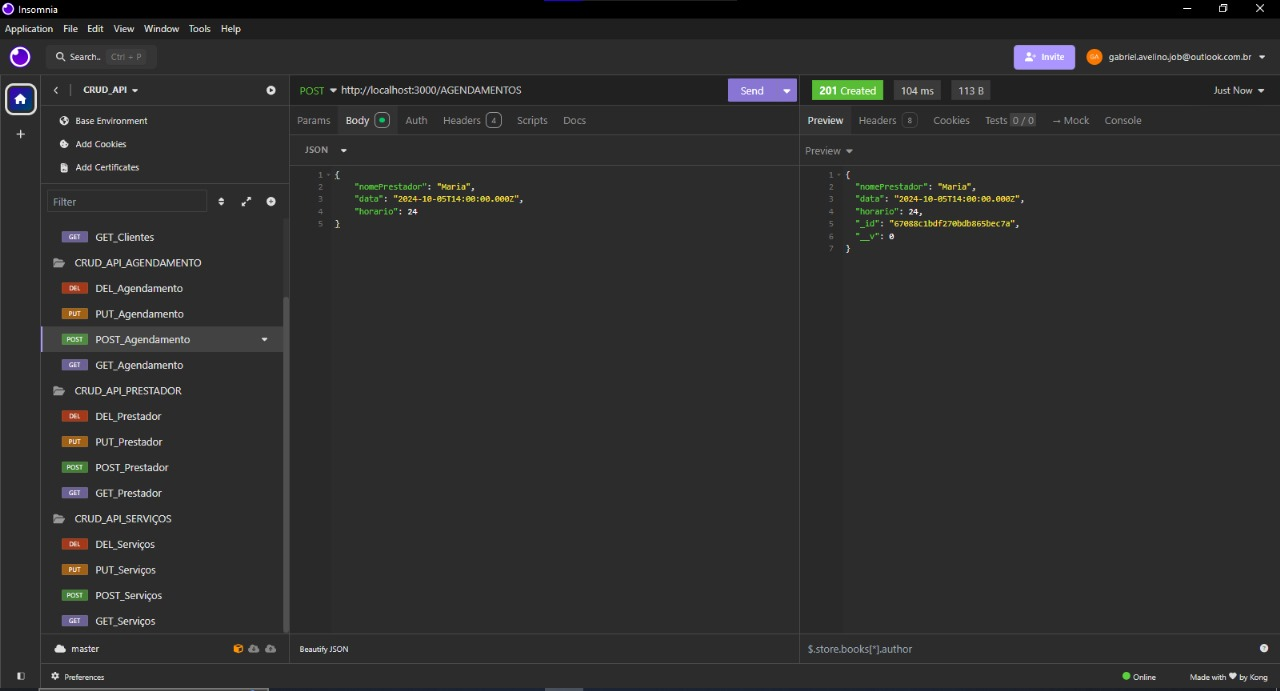 Insomnia
Application File Edit View Window Tools Help
Search.. Ctrl + P
Invite
GA gabriel.avelino.job@outlook.com.br
CRUD_API
Base Environment
Add Cookies
Add Certificates
Filter
GET GET_Clientes
CRUD_API_AGENDAMENTO
DEL DEL_Agendamento
PUT PUT_Agendamento
POST POST_Agendamento
GET GET_Agendamento
CRUD_API_PRESTADOR
DEL DEL_Prestador
PUT PUT_Prestador
POST POST_Prestador
GET GET_Prestador
CRUD_API_SERVIÇOS
DEL DEL_Serviços
PUT PUT_Serviços
POST POST_Serviços
GET GET_Serviços
master
POST http://localhost:3000/AGENDAMENTOS
Send
Params Body Auth Headers 4 Scripts Docs
JSON
1 {
2 "nomePrestador": "Maria",
3 "data": "2024-10-05T14:00:00.000Z",
4 "horario": 24
5 }
Beautify JSON
201 Created 104 ms 113 B Just Now
Preview Headers 8 Cookies Tests 0 / 0 → Mock Console
Preview
1 {
2 "nomePrestador": "Maria",
3 "data": "2024-10-05T14:00:00.000Z",
4 "horario": 24,
5 "_id": "67088c1bdf270bdb865bec7a",
6 "__v": 0
7 }
$.store.books[*].author
Preferences
Online
Made with ♥ by Kong